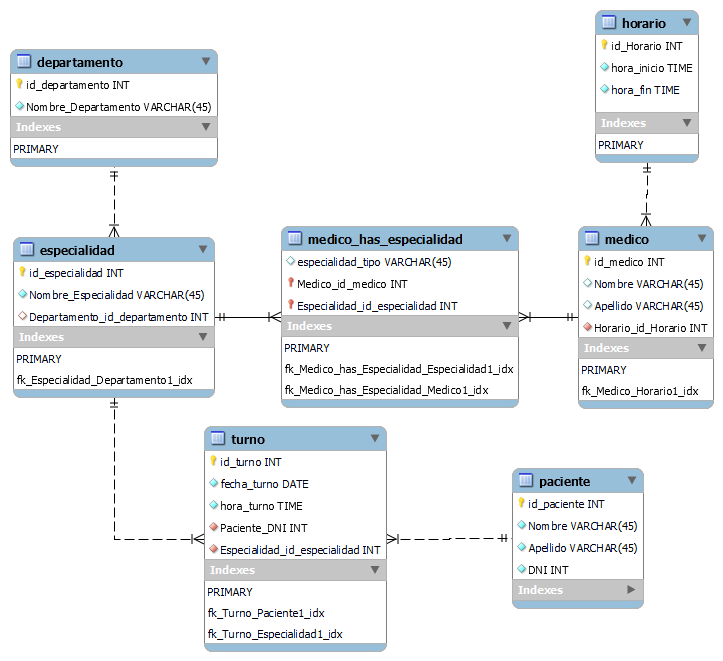 departamento
id_departamento INT
Nombre_Departamento VARCHAR(45)
Indexes
PRIMARY
horario
id_Horario INT
hora_inicio TIME
hora_fin TIME
Indexes
PRIMARY
especialidad
id_especialidad INT
Nombre_Especialidad VARCHAR(45)
Departamento_id_departamento INT
Indexes
PRIMARY
fk_Especialidad_Departamento1_idx
medico_has_especialidad
especialidad_tipo VARCHAR(45)
Medico_id_medico INT
Especialidad_id_especialidad INT
Indexes
PRIMARY
fk_Medico_has_Especialidad_Especialidad1_idx
fk_Medico_has_Especialidad_Medico1_idx
medico
id_medico INT
Nombre VARCHAR(45)
Apellido VARCHAR(45)
Horario_id_Horario INT
Indexes
PRIMARY
fk_Medico_Horario1_idx
turno
id_turno INT
fecha_turno DATE
hora_turno TIME
Paciente_DNI INT
Especialidad_id_especialidad INT
Indexes
PRIMARY
fk_Turno_Paciente1_idx
fk_Turno_Especialidad1_idx
paciente
id_paciente INT
Nombre VARCHAR(45)
Apellido VARCHAR(45)
DNI INT
Indexes